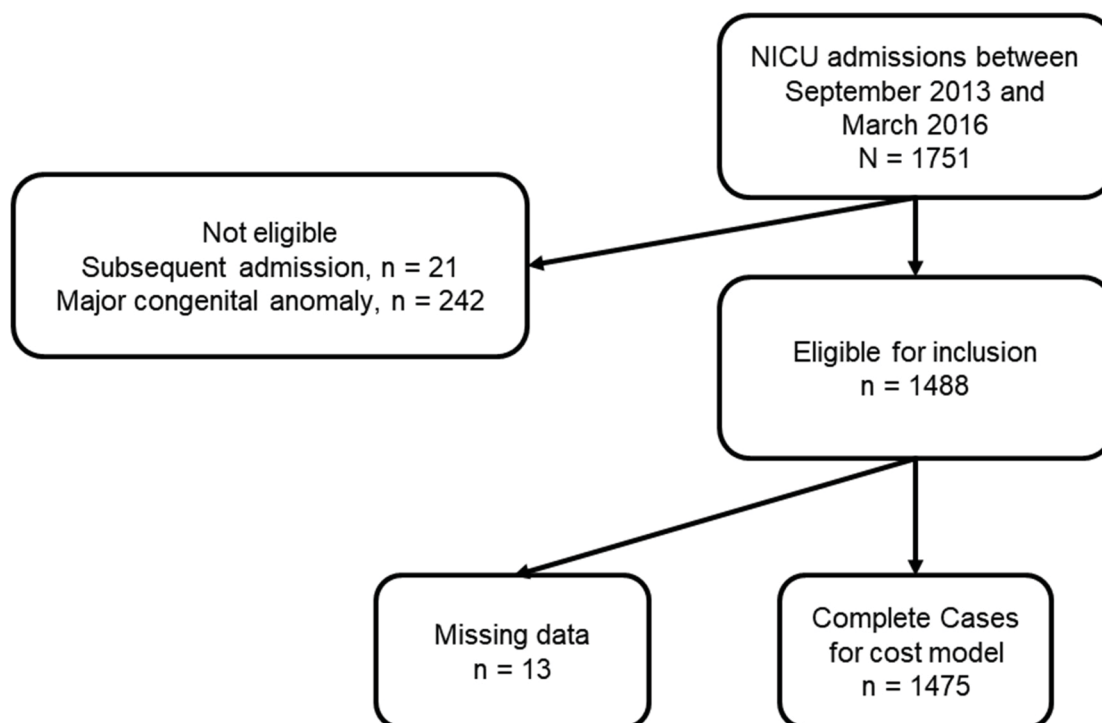 NICU admissions between
September 2013 and
March 2016
N = 1751
Not eligible
Subsequent admission, n = 21
Major congenital anomaly, n = 242
Eligible for inclusion
n = 1488
Missing data
n = 13
Complete Cases
for cost model
n = 1475